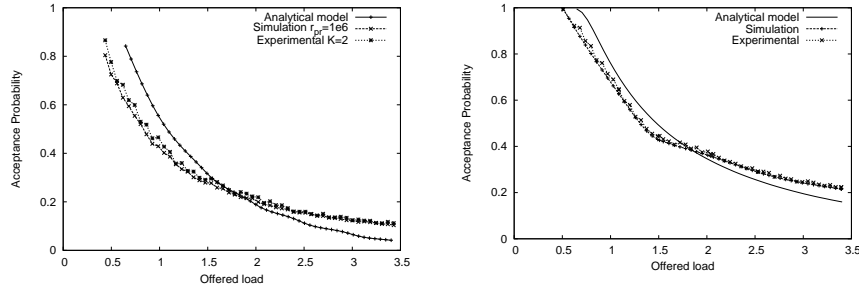 Analytical model
Simulation r_pr=1e6
Experimental K=2
1
0.8
0.6
0.4
0.2
0
Acceptance Probability
0 0.5 1 1.5 2 2.5 3 3.5
Offered load
Analytical model
Simulation
Experimental
1
0.8
0.6
0.4
0.2
0
Acceptance Probability
0 0.5 1 1.5 2 2.5 3 3.5
Offered load